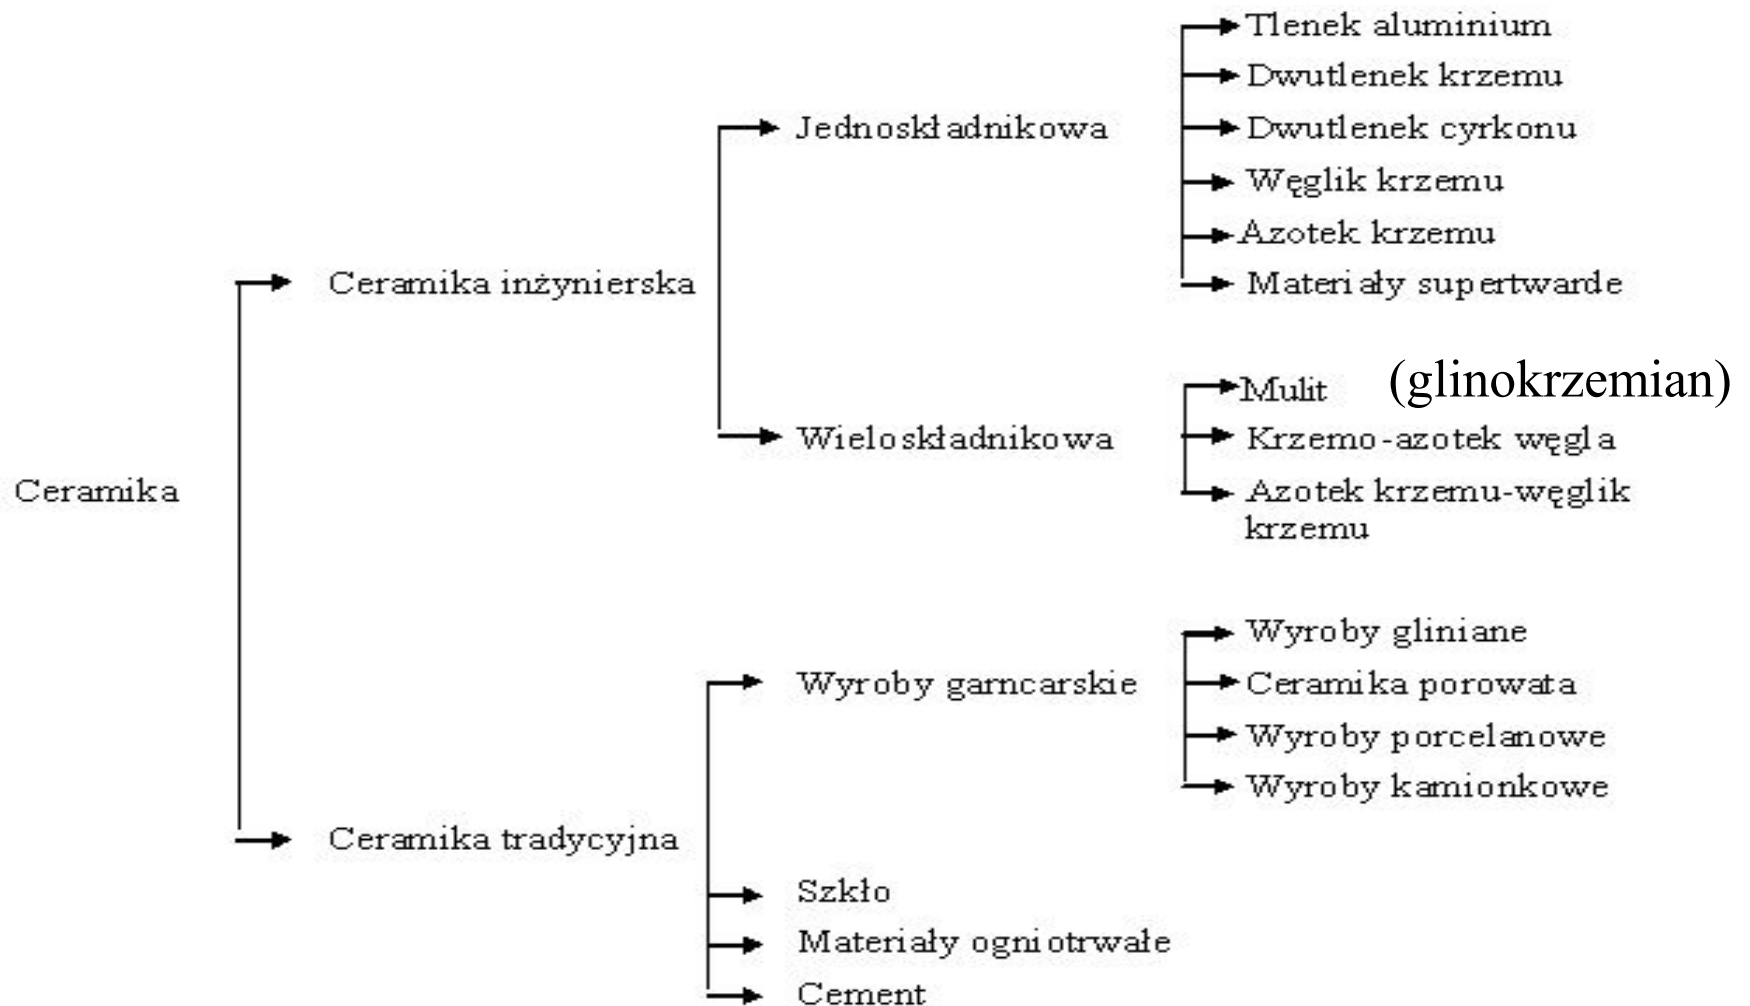 Ceramika
Ceramika inżynierska
Jednoskładnikowa
Tlenek aluminium
Dwutlenek krzemu
Dwutlenek cyrkonu
Węglik krzemu
Azotek krzemu
Materiały supertwarde
Wieloskładnikowa
Mulit (glinokrzemian)
Krzemo-azotek węgla
Azotek krzemu-węglik
krzemu
Ceramika tradycyjna
Wyroby garncarskie
Wyroby gliniane
Ceramika porowata
Wyroby porcelanowe
Wyroby kamionkowe
Szkło
Materiały ogniotrwałe
Cement